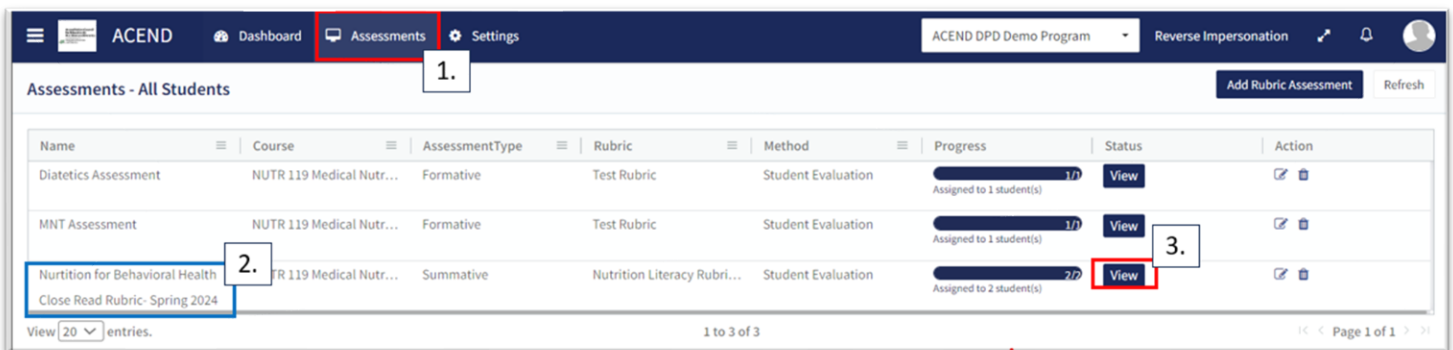 ACEND Dashboard Assessments Settings ACEND DPD Demo Program Reverse Impersonation
1.
Assessments - All Students Add Rubric Assessment Refresh
Name Course AssessmentType Rubric Method Progress Status Action
Diatetics Assessment NUTR 119 Medical Nutr... Formative Test Rubric Student Evaluation 1/1 View
Assigned to 1 student(s)
MNT Assessment NUTR 119 Medical Nutr... Formative Test Rubric Student Evaluation 1/1 View
Assigned to 1 student(s)
2.
3.
Nurtition for Behavioral Health TR 119 Medical Nutr... Summative Nutrition Literacy Rubri... Student Evaluation 2/2 View
Close Read Rubric- Spring 2024 Assigned to 2 student(s)
View 20 entries. 1 to 3 of 3 Page 1 of 1